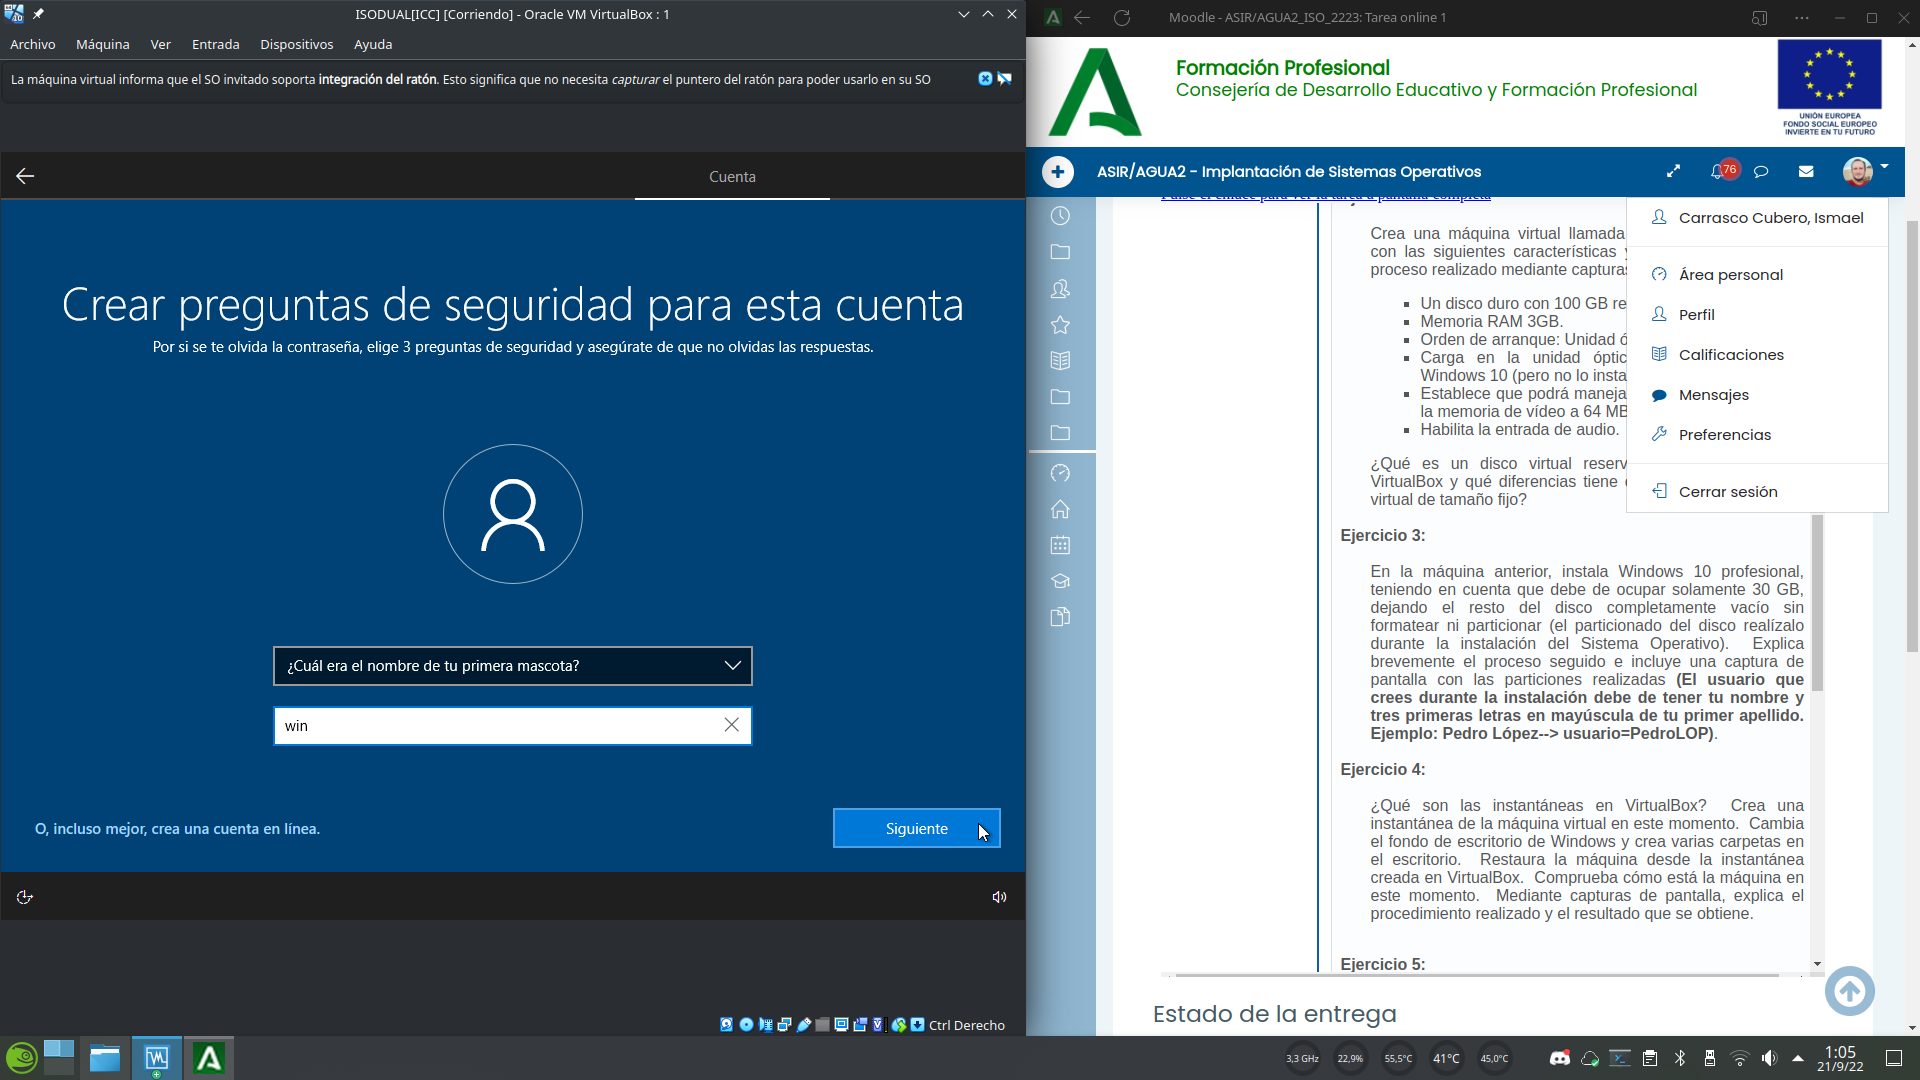 ISODUAL[ICC] [Corriendo] - Oracle VM VirtualBox : 1
Archivo Máquina Ver Entrada Dispositivos Ayuda
La máquina virtual informa que el SO invitado soporta integración del ratón. Esto significa que no necesita capturar el puntero del ratón para poder usarlo en su SO
Cuenta
Crear preguntas de seguridad para esta cuenta
Por si se te olvida la contraseña, elige 3 preguntas de seguridad y asegúrate de que no olvidas las respuestas.
¿Cuál era el nombre de tu primera mascota?
win
O, incluso mejor, crea una cuenta en línea.
Siguiente
Ctrl Derecho
Moodle - ASIR/AGUA2_ISO_2223: Tarea online 1
Formación Profesional
Consejería de Desarrollo Educativo y Formación Profesional
UNIÓN EUROPEA
FONDO SOCIAL EUROPEO
INVIERTE EN TU FUTURO
ASIR/AGUA2 - Implantación de Sistemas Operativos
76
Pulse el enlace para ver la tarea a pantalla completa
Crea una máquina virtual llamada
con las siguientes características
proceso realizado mediante capturas
Un disco duro con 100 GB re
Memoria RAM 3GB.
Orden de arranque: Unidad ó
Carga en la unidad óptic
Windows 10 (pero no lo insta
Establece que podrá maneja
la memoria de vídeo a 64 MB
Habilita la entrada de audio.
¿Qué es un disco virtual reserv
VirtualBox y qué diferencias tiene
virtual de tamaño fijo?
Carrasco Cubero, Ismael
Área personal
Perfil
Calificaciones
Mensajes
Preferencias
Cerrar sesión
Ejercicio 3:
En la máquina anterior, instala Windows 10 profesional,
teniendo en cuenta que debe de ocupar solamente 30 GB,
dejando el resto del disco completamente vacío sin
formatear ni particionar (el particionado del disco realízalo
durante la instalación del Sistema Operativo). Explica
brevemente el proceso seguido e incluye una captura de
pantalla con las particiones realizadas (El usuario que
crees durante la instalación debe de tener tu nombre y
tres primeras letras en mayúscula de tu primer apellido.
Ejemplo: Pedro López--> usuario=PedroLOP).
Ejercicio 4:
¿Qué son las instantáneas en VirtualBox? Crea una
instantánea de la máquina virtual en este momento. Cambia
el fondo de escritorio de Windows y crea varias carpetas en
el escritorio. Restaura la máquina desde la instantánea
creada en VirtualBox. Comprueba cómo está la máquina en
este momento. Mediante capturas de pantalla, explica el
procedimiento realizado y el resultado que se obtiene.
Ejercicio 5:
Estado de la entrega
3,3 GHz 22,9% 55,5°C 41°C 45,0°C
1:05
21/9/22